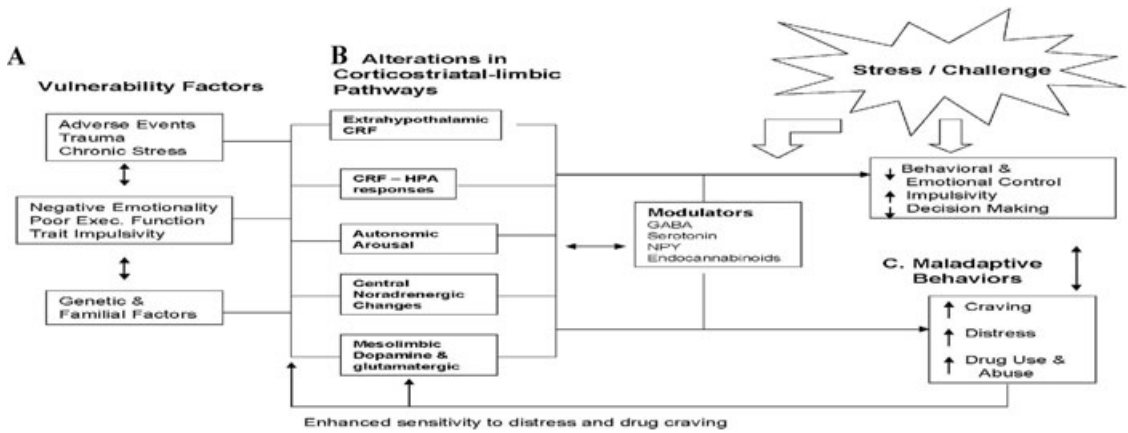 A
Vulnerability Factors
Adverse Events
Trauma
Chronic Stress
Negative Emotionality
Poor Exec. Function
Trait Impulsivity
Genetic &
Familial Factors
B Alterations in
Corticostriatal-limbic
Pathways
Extrahypothalamic
CRF
CRF – HPA
responses
Autonomic
Arousal
Central
Noradrenergic
Changes
Mesolimbic
Dopamine &
glutamatergic
Modulators
GABA
Serotonin
NPY
Endocannabinoids
Stress / Challenge
Behavioral &
Emotional Control
Impulsivity
Decision Making
C. Maladaptive
Behaviors
Craving
Distress
Drug Use &
Abuse
Enhanced sensitivity to distress and drug craving